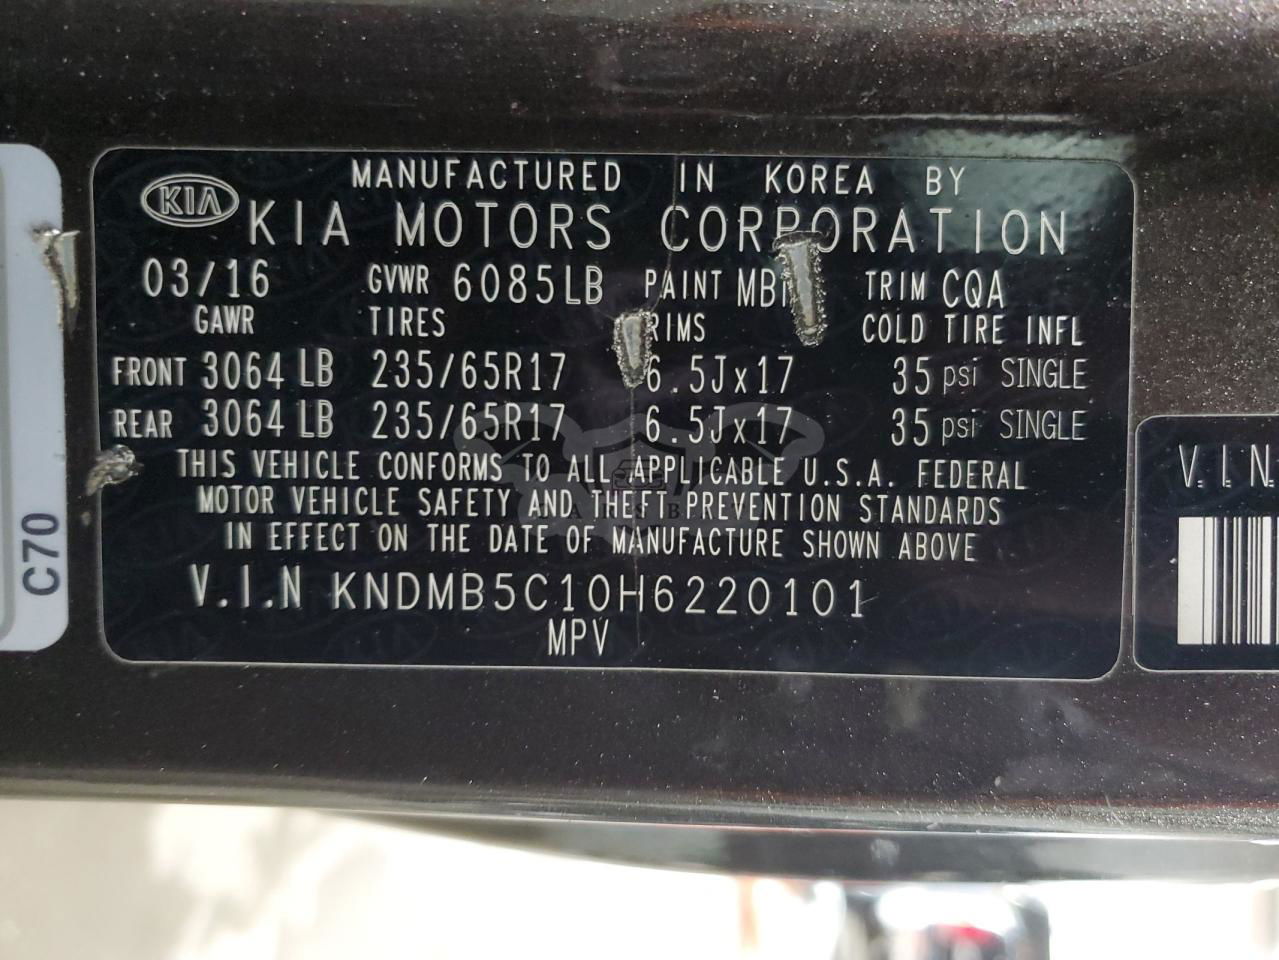 KIA MANUFACTURED IN KOREA BY
KIA MOTORS CORPORATION
03/16 GVWR 6085LB PAINT TRIM CQA
GAWR TIRES RIMS COLD TIRE INFL
FRONT 3064 LB 235/65R17 6.5Jx17 35 psi SINGLE
REAR 3064 LB 235/65R17 6.5Jx17 35 psi SINGLE
THIS VEHICLE CONFORMS TO ALL APPLICABLE U.S.A. FEDERAL
MOTOR VEHICLE SAFETY AND THEFT PREVENTION STANDARDS
IN EFFECT ON THE DATE OF MANUFACTURE SHOWN ABOVE
V.I.N KNDMB5C10H6220101
MPV
C70
V.I.N.